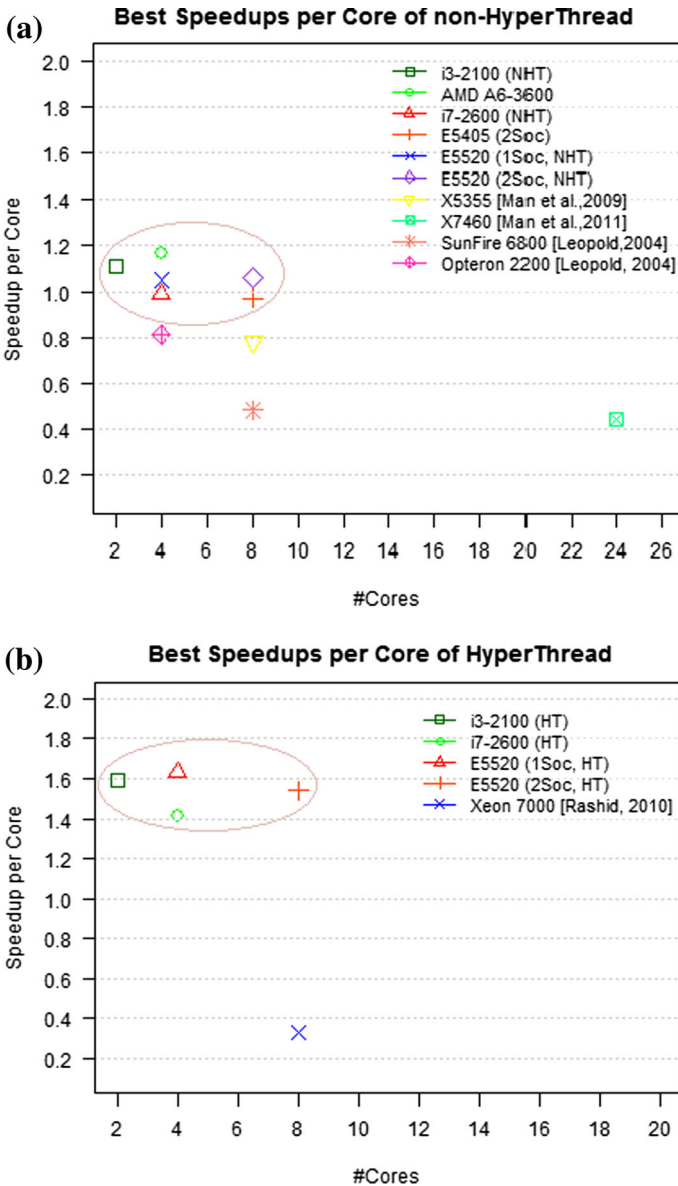 (a)
Best Speedups per Core of non-HyperThread
2.0
1.8
1.6
1.4
1.2
1.0
0.8
0.6
0.4
0.2
Speedup per Core
i3-2100 (NHT)
AMD A6-3600
i7-2600 (NHT)
E5405 (2Soc)
E5520 (1Soc, NHT)
E5520 (2Soc, NHT)
X5355 [Man et al.,2009]
X7460 [Man et al.,2011]
SunFire 6800 [Leopold,2004]
Opteron 2200 [Leopold, 2004]
2 4 6 8 10 12 14 16 18 20 22 24 26
#Cores
(b)
Best Speedups per Core of HyperThread
2.0
1.8
1.6
1.4
1.2
1.0
0.8
0.6
0.4
0.2
Speedup per Core
i3-2100 (HT)
i7-2600 (HT)
E5520 (1Soc, HT)
E5520 (2Soc, HT)
Xeon 7000 [Rashid, 2010]
2 4 6 8 10 12 14 16 18 20
#Cores